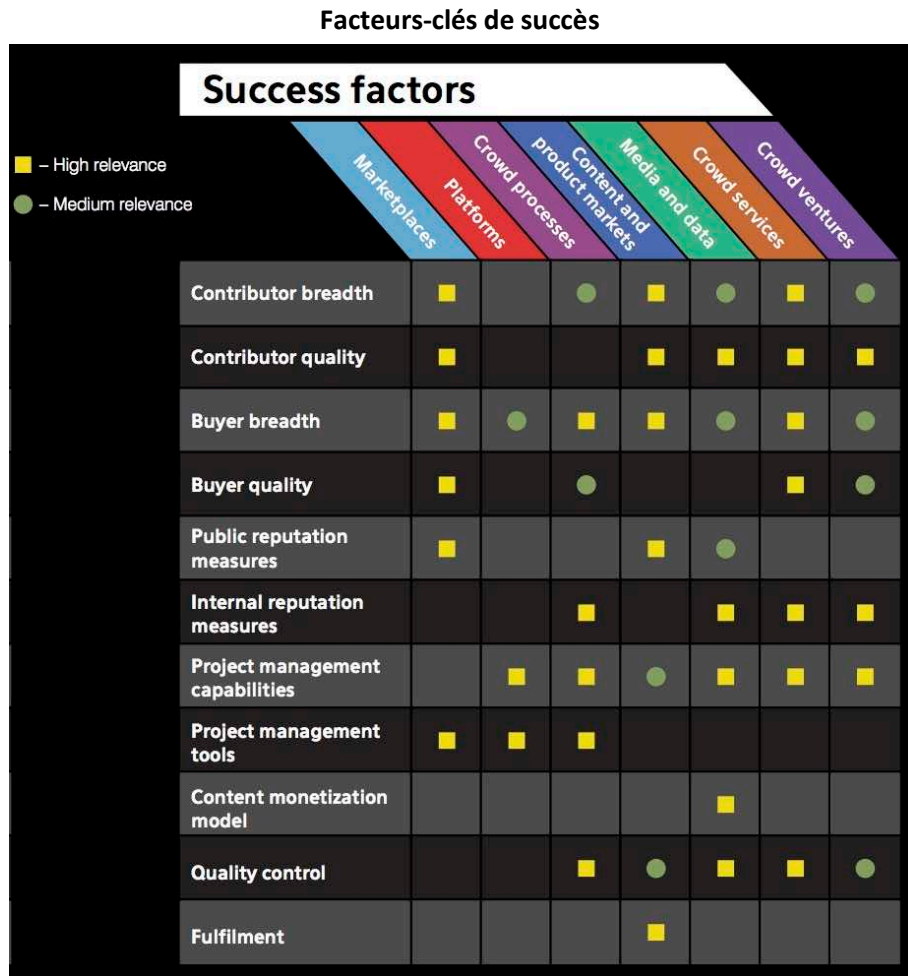 Facteurs-clés de succès
Success factors
– High relevance
– Medium relevance
Marketplaces
Platforms
Crowd processes
Content and
product markets
Media and data
Crowd services
Crowd ventures
Contributor breadth
Contributor quality
Buyer breadth
Buyer quality
Public reputation
measures
Internal reputation
measures
Project management
capabilities
Project management
tools
Content monetization
model
Quality control
Fulfilment